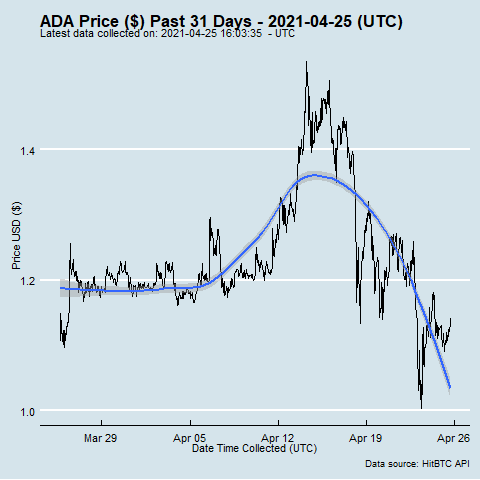 ADA Price ($) Past 31 Days - 2021-04-25 (UTC)
Latest data collected on: 2021-04-25 16:03:35 - UTC
Price USD ($)
1.4
1.2
1.0
Mar 29 Apr 05 Apr 12 Apr 19 Apr 26
Date Time Collected (UTC)
Data source: HitBTC API